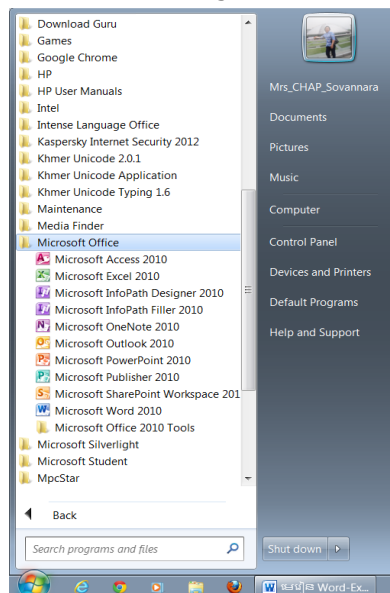 Download Guru
Games
Google Chrome
HP
HP User Manuals
Intel
Intense Language Office
Kaspersky Internet Security 2012
Khmer Unicode 2.0.1
Khmer Unicode Application
Khmer Unicode Typing 1.6
Maintenance
Media Finder
Microsoft Office
Microsoft Access 2010
Microsoft Excel 2010
Microsoft InfoPath Designer 2010
Microsoft InfoPath Filler 2010
Microsoft OneNote 2010
Microsoft Outlook 2010
Microsoft PowerPoint 2010
Microsoft Publisher 2010
Microsoft SharePoint Workspace 201
Microsoft Word 2010
Microsoft Office 2010 Tools
Microsoft Silverlight
Microsoft Student
MpcStar
Back
Search programs and files
Mrs_CHAP_Sovannara
Documents
Pictures
Music
Computer
Control Panel
Devices and Printers
Default Programs
Help and Support
Shut down
Word-Ex...